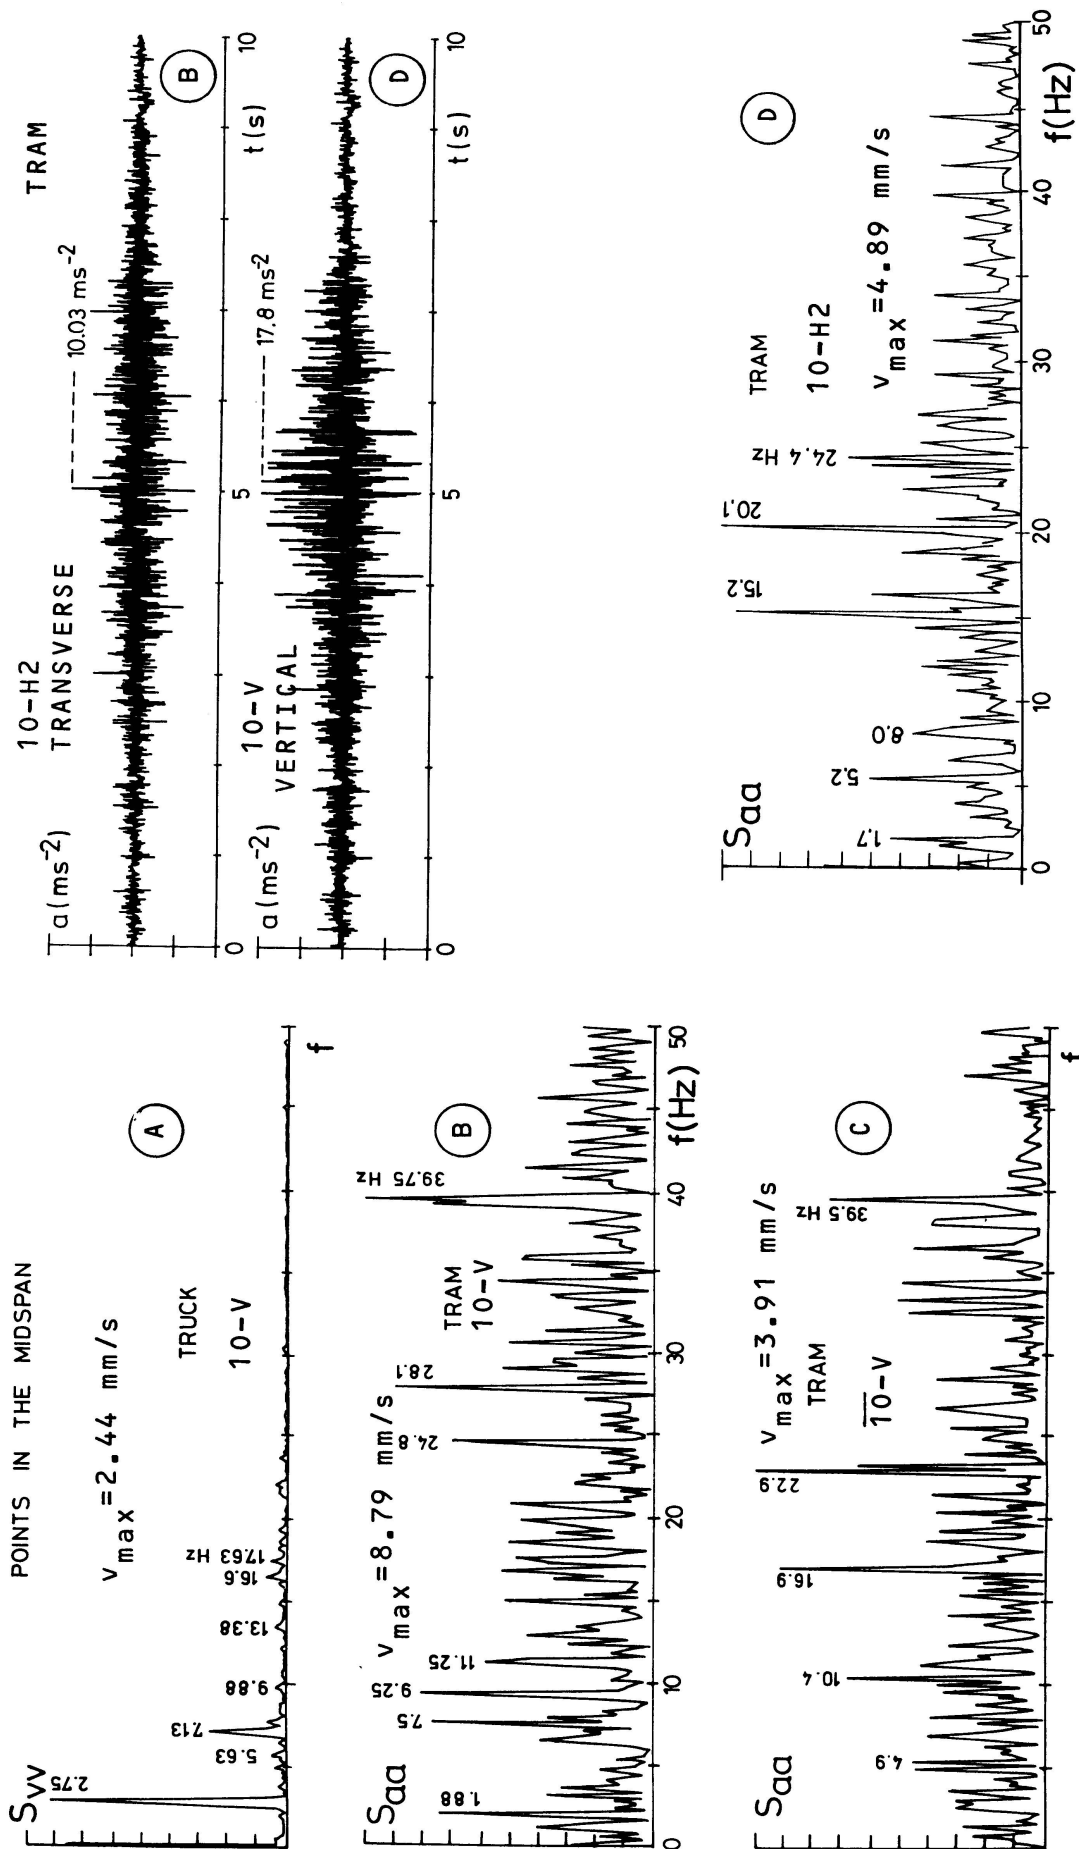 POINTS IN THE MIDSPAN
Svv
2.75
5.63
7.13
9.88
13.38
16.6
17.63 Hz
vmax=2.44 mm/s
TRUCK
10-V
A
f
Saa
1.88
7.5
9.25
11.25
24.8
28.1
39.75 Hz
vmax=8.79 mm/s
TRAM
10-V
B
0
10
20
30
40
50
f(Hz)
Saa
4.9
10.4
16.9
22.9
39.5 Hz
vmax=3.91 mm/s
TRAM
1̅0̅-V
C
f
10-H2
TRANSVERSE
TRAM
a(ms-2)
10.03 ms-2
B
0
5
10
t(s)
10-V
VERTICAL
a(ms-2)
17.8 ms-2
D
0
5
10
t(s)
Saa
1.7
5.2
8.0
15.2
20.1
24.4 Hz
TRAM
10-H2
vmax=4.89 mm/s
D
0
10
20
30
40
50
f(Hz)